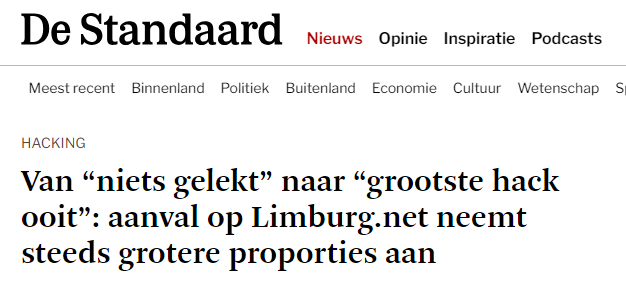 De Standaard Nieuws Opinie Inspiratie Podcasts
Meest recent Binnenland Politiek Buitenland Economie Cultuur Wetenschap
HACKING
Van “niets gelekt” naar “grootste hack
ooit”: aanval op Limburg.net neemt
steeds grotere proporties aan